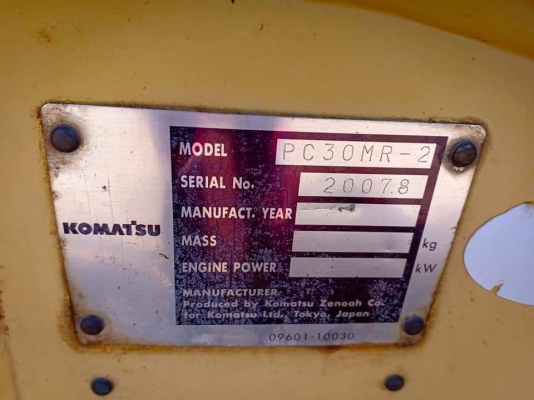 MODEL PC30MR-2
SERIAL No. 20078
MANUFACT. YEAR
KOMATSU
MASS kg
ENGINE POWER kW
MANUFACTURER
Produced by Komatsu Zenoah Co.
for Komatsu Ltd., Tokyo, Japan
09601-10030